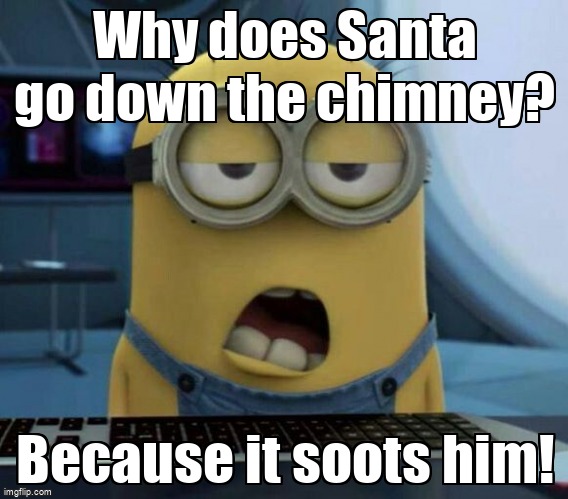 Why does Santa
go down the chimney?
Because it soots him!
imgflip.com